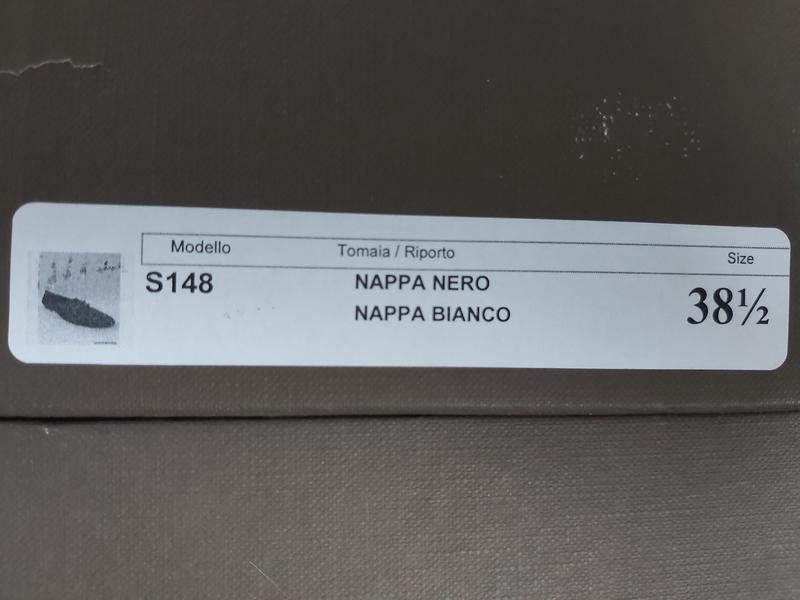 Modello Tomaia / Riporto Size
S148 NAPPA NERO 38½
NAPPA BIANCO